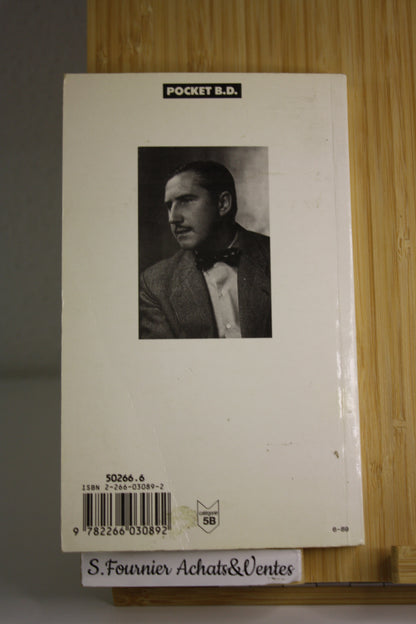 POCKET B.D.
50266.6
ISBN 2-266-03089-2
9 782266 030892
catégorie
5B
6-89
S.Fournier Achats&Ventes